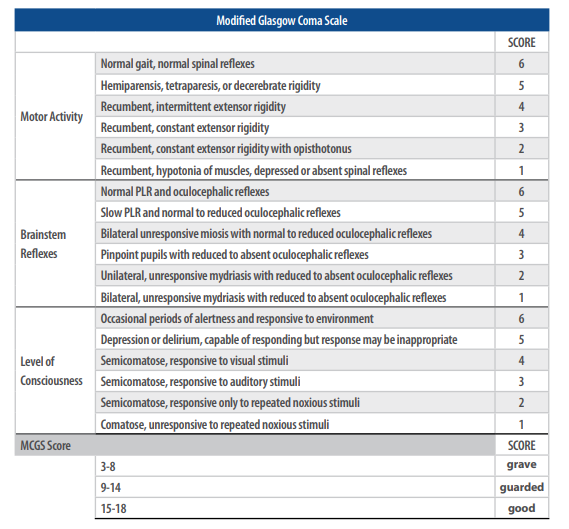 Modified Glasgow Coma Scale
SCORE
Motor Activity
Normal gait, normal spinal reflexes 6
Hemiparensis, tetraparesis, or decerebrate rigidity 5
Recumbent, intermittent extensor rigidity 4
Recumbent, constant extensor rigidity 3
Recumbent, constant extensor rigidity with opisthotonus 2
Recumbent, hypotonia of muscles, depressed or absent spinal reflexes 1
Brainstem
Reflexes
Normal PLR and oculocephalic reflexes 6
Slow PLR and normal to reduced oculocephalic reflexes 5
Bilateral unresponsive miosis with normal to reduced oculocephalic reflexes 4
Pinpoint pupils with reduced to absent oculocephalic reflexes 3
Unilateral, unresponsive mydriasis with reduced to absent oculocephalic reflexes 2
Bilateral, unresponsive mydriasis with reduced to absent oculocephalic reflexes 1
Level of
Consciousness
Occasional periods of alertness and responsive to environment 6
Depression or delirium, capable of responding but response may be inappropriate 5
Semicomatose, responsive to visual stimuli 4
Semicomatose, responsive to auditory stimuli 3
Semicomatose, responsive only to repeated noxious stimuli 2
Comatose, unresponsive to repeated noxious stimuli 1
MCGS Score SCORE
3-8 grave
9-14 guarded
15-18 good